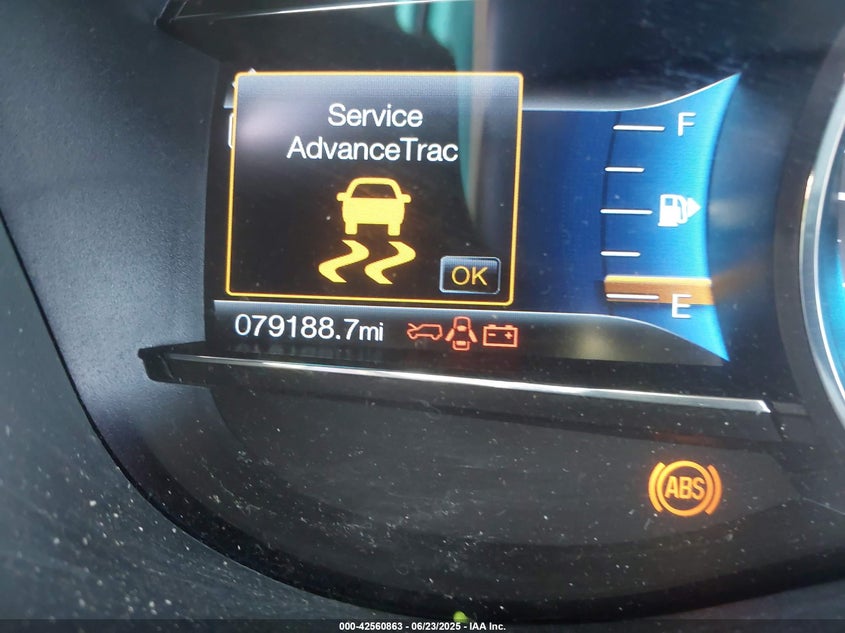 Service
AdvanceTrac
OK
F
E
079188.7mi
ABS
000-42560863 - 06/23/2025 - IAA Inc.